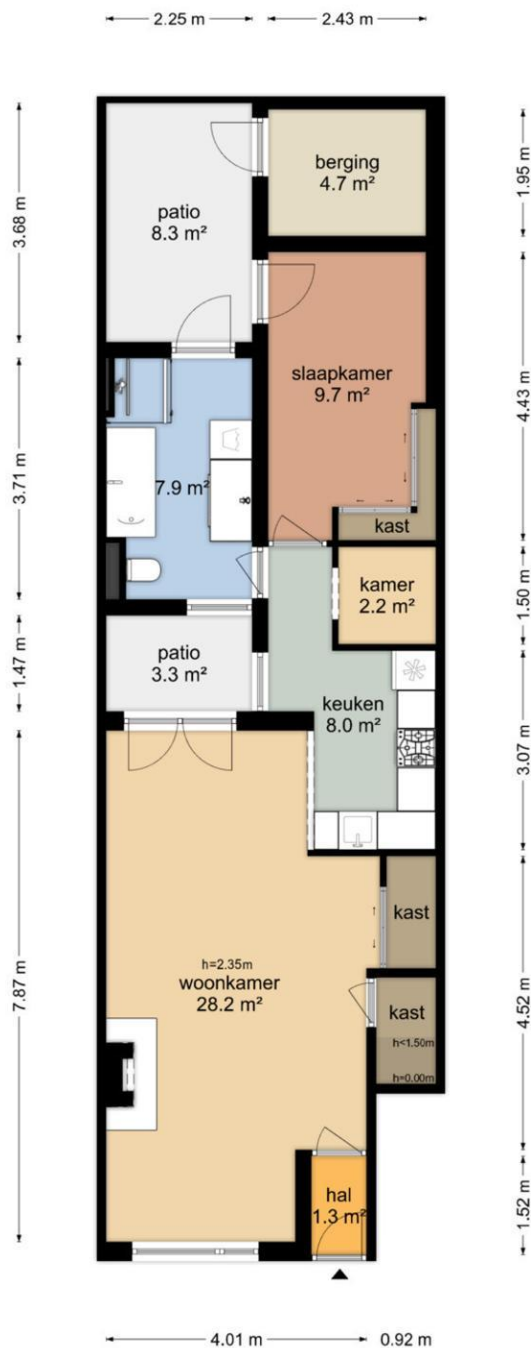 2.25 m
2.43 m
3.68 m
1.95 m
berging
4.7 m²
patio
8.3 m²
4.43 m
slaapkamer
9.7 m²
3.71 m
7.9 m²
kast
1.50 m
kamer
2.2 m²
1.47 m
patio
3.3 m²
keuken
8.0 m²
3.07 m
7.87 m
kast
4.52 m
h=2.35m
woonkamer
28.2 m²
kast
h<1.50m
h=0.00m
hal
1.3 m²
1.52 m
4.01 m
0.92 m